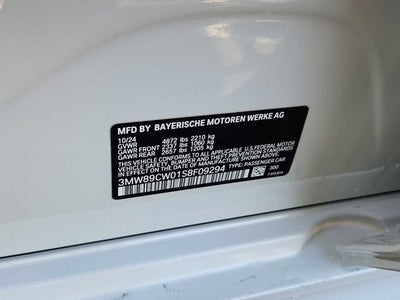 MFD BY BAYERISCHE MOTOREN WERKE AG
10/24
GVWR 4872 lbs 2210 kg
GAWR FRONT 2337 lbs 1060 kg
GAWR REAR 2657 lbs 1205 kg
THIS VEHICLE CONFORMS TO ALL APPLICABLE FEDERAL MOTOR
VEHICLE SAFETY, BUMPER AND THEFT PREVENTION STANDARDS IN
EFFECT ON THE DATE OF MANUFACTURE SHOWN ABOVE.
3MW89CW01S8F09294 TYPE: PASSENGER CAR
300